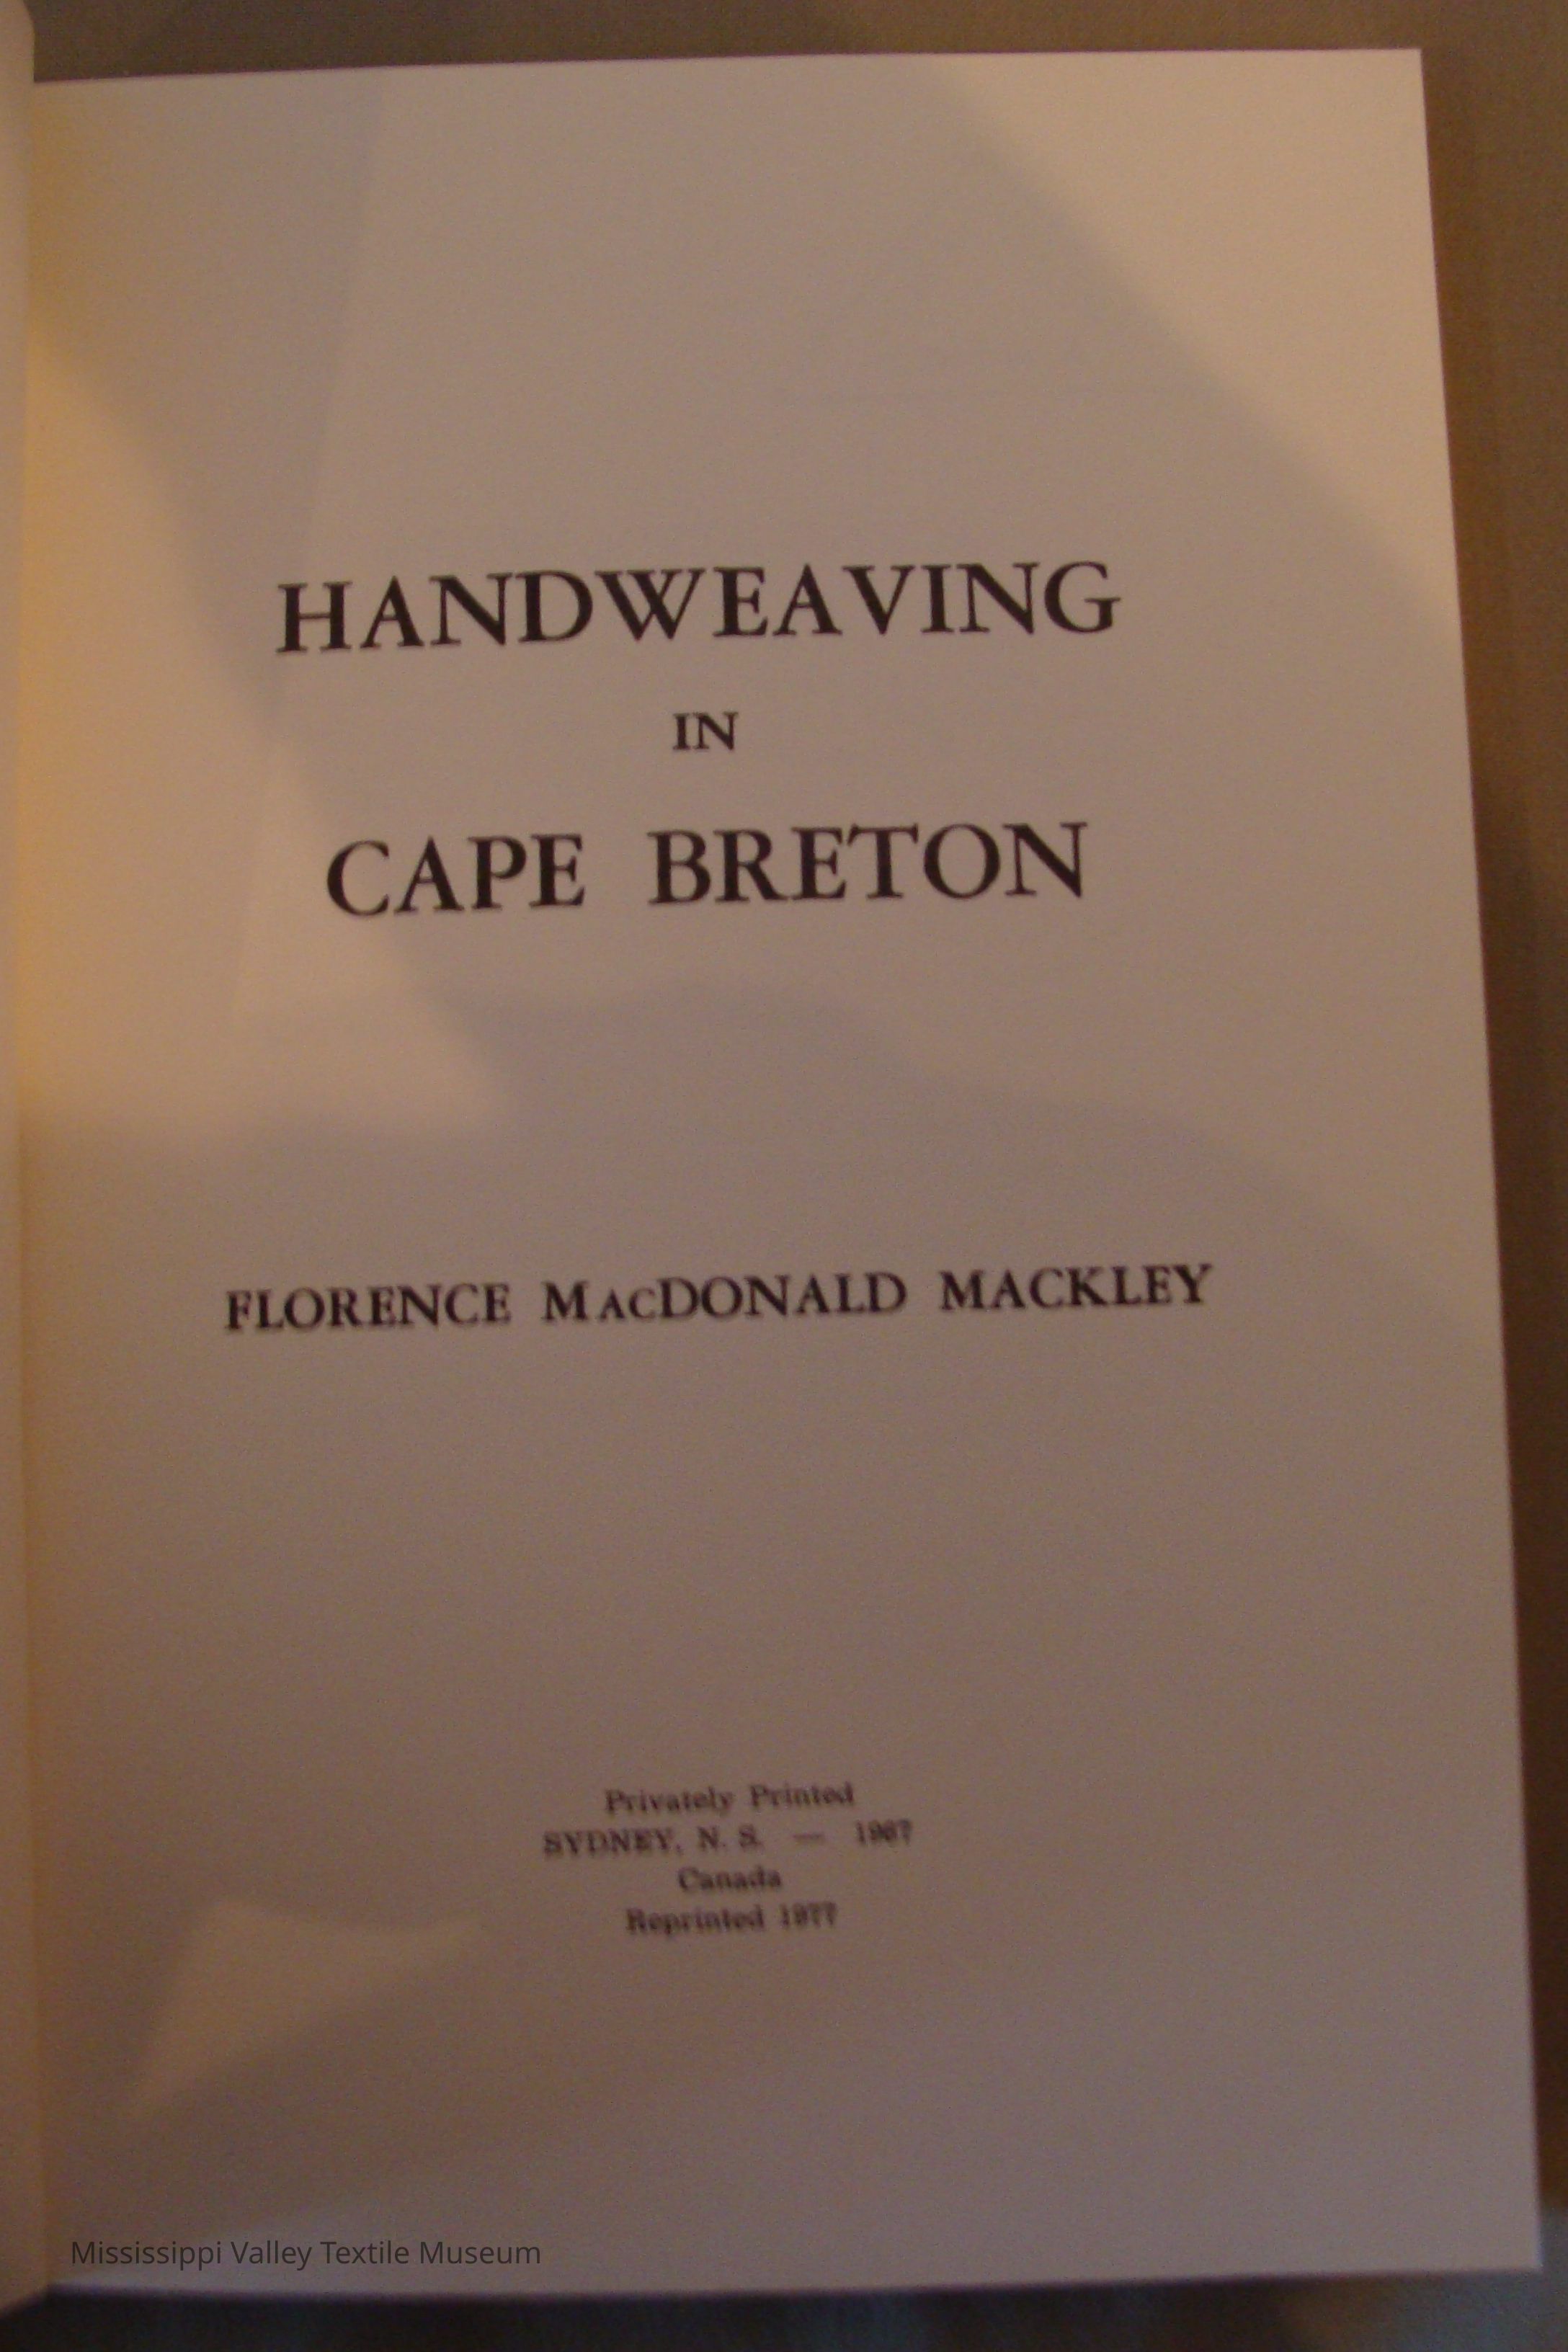 HANDWEAVING
IN
CAPE BRETON
FLORENCE MACDONALD MACKLEY
Privately Printed
SYDNEY, N. S. — 1967
Canada
Reprinted 1977
Mississippi Valley Textile Museum